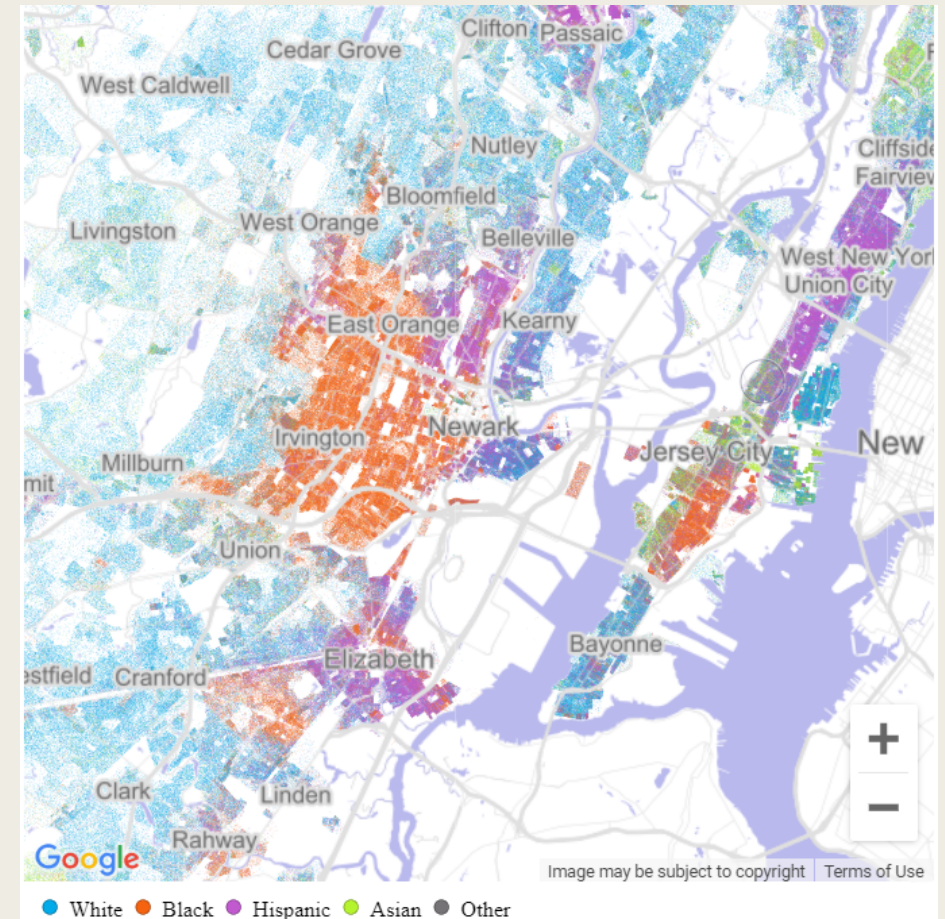 Clifton
Passaic
Cedar Grove
West Caldwell
Nutley
Cliffside
Fairview
Bloomfield
West Orange
Livingston
Belleville
West New York
Union City
East Orange
Kearny
Newark
Irvington
Jersey City
New
Millburn
mit
Union
Bayonne
Elizabeth
estfield
Cranford
Clark
Linden
Rahway
+
−
Google
Image may be subject to copyright
Terms of Use
White Black Hispanic Asian Other